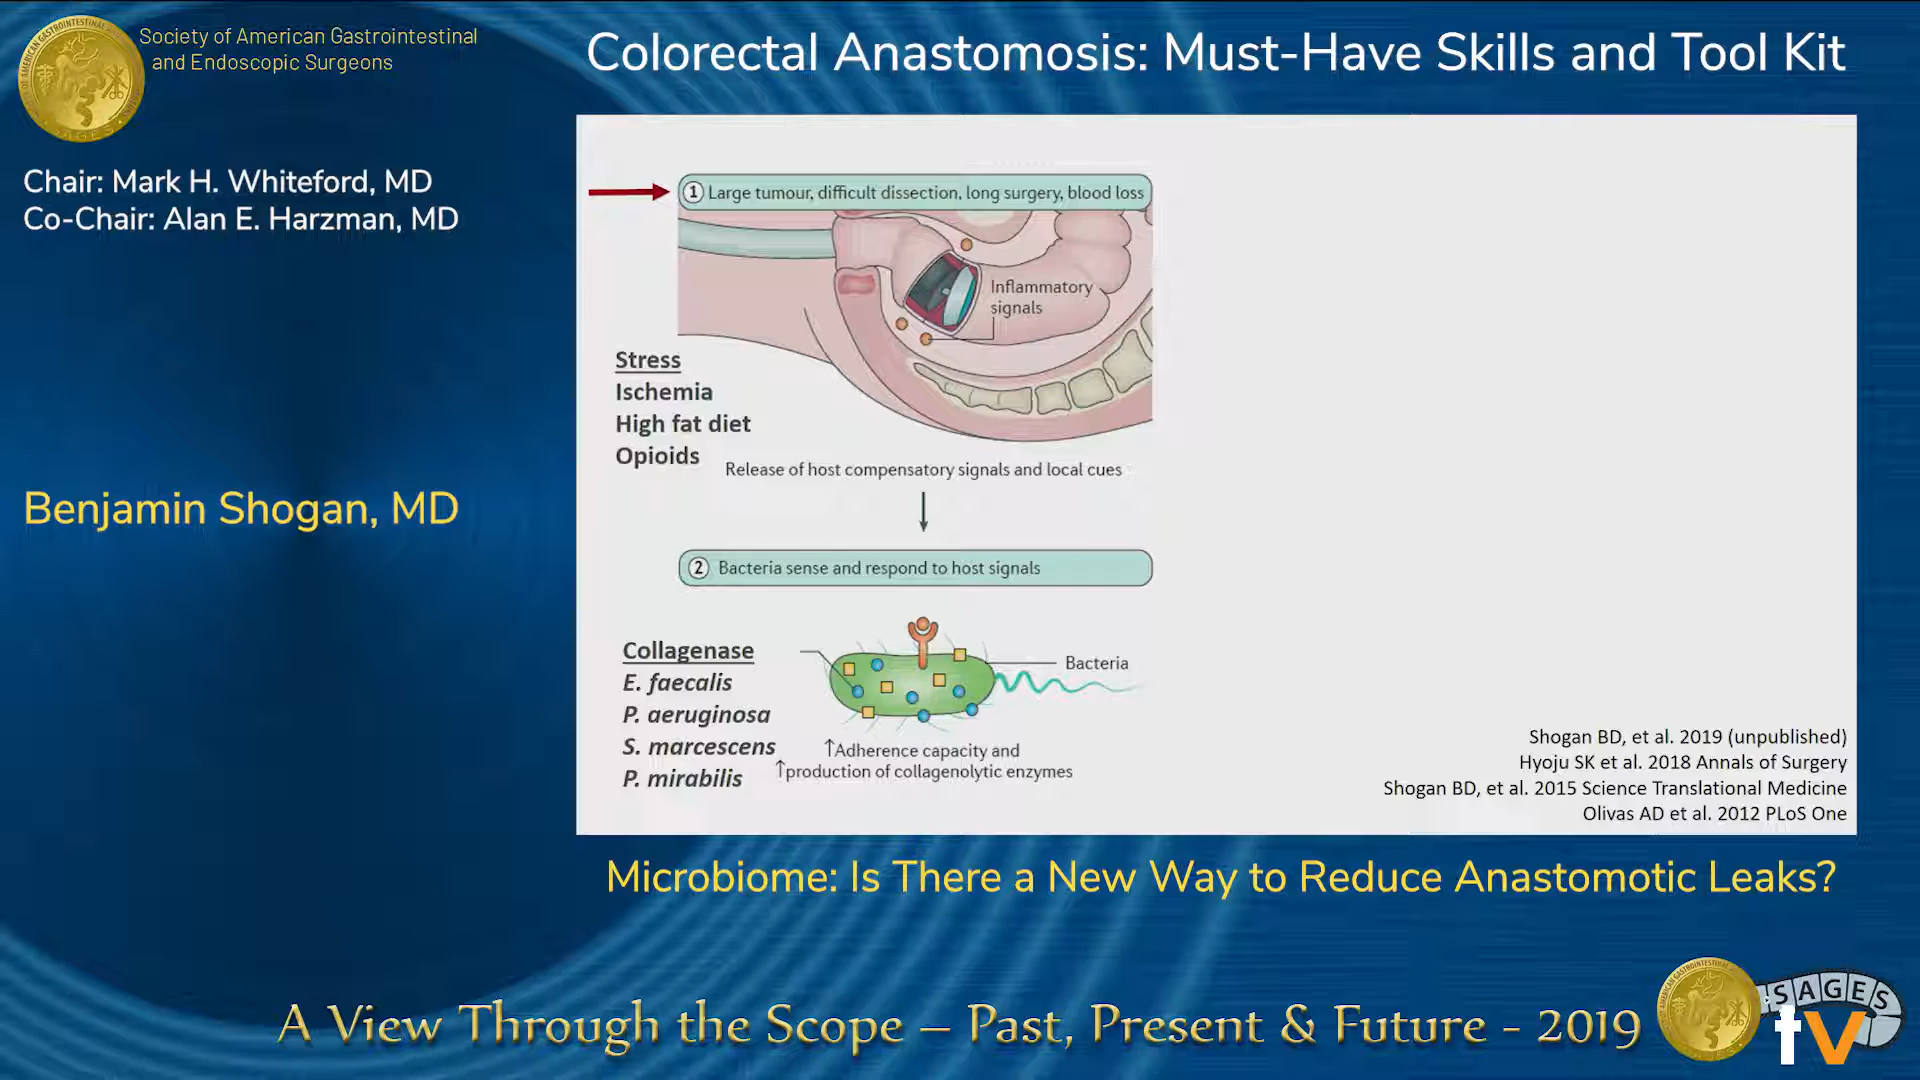 Society of American Gastrointestinal
and Endoscopic Surgeons
Colorectal Anastomosis: Must-Have Skills and Tool Kit
Chair: Mark H. Whiteford, MD
Co-Chair: Alan E. Harzman, MD
Benjamin Shogan, MD
1 Large tumour, difficult dissection, long surgery, blood loss
Inflammatory
signals
Stress
Ischemia
High fat diet
Opioids
Release of host compensatory signals and local cues
2 Bacteria sense and respond to host signals
Collagenase
E. faecalis
P. aeruginosa
S. marcescens
P. mirabilis
Bacteria
↑Adherence capacity and
↑production of collagenolytic enzymes
Shogan BD, et al. 2019 (unpublished)
Hyoju SK et al. 2018 Annals of Surgery
Shogan BD, et al. 2015 Science Translational Medicine
Olivas AD et al. 2012 PLoS One
Microbiome: Is There a New Way to Reduce Anastomotic Leaks?
A View Through the Scope – Past, Present & Future - 2019
SAGES
tv